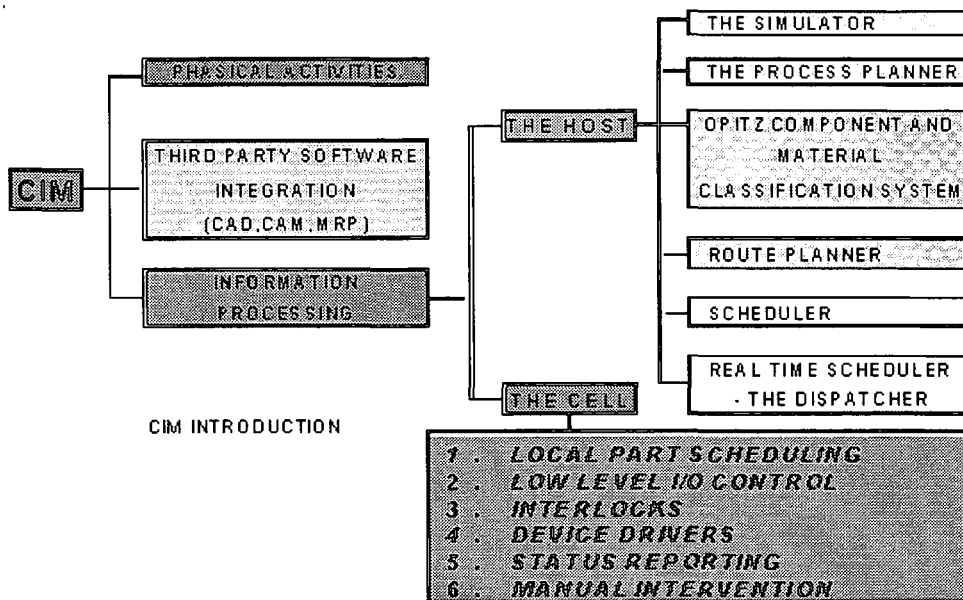 CIM
PHASICAL ACTIVITIES
THIRD PARTY SOFTWARE
INTEGRATION
(CAD,CAM,MRP)
INFORMATION
PROCESSING
THE HOST
THE CELL
THE SIMULATOR
THE PROCESS PLANNER
OPITZ COMPONENT AND
MATERIAL
CLASSIFICATION SYSTEM
ROUTE PLANNER
SCHEDULER
REAL TIME SCHEDULER
- THE DISPATCHER
CIM INTRODUCTION
1. LOCAL PART SCHEDULING
2. LOW LEVEL I/O CONTROL
3. INTERLOCKS
4. DEVICE DRIVERS
5. STATUS REPORTING
6. MANUAL INTERVENTION